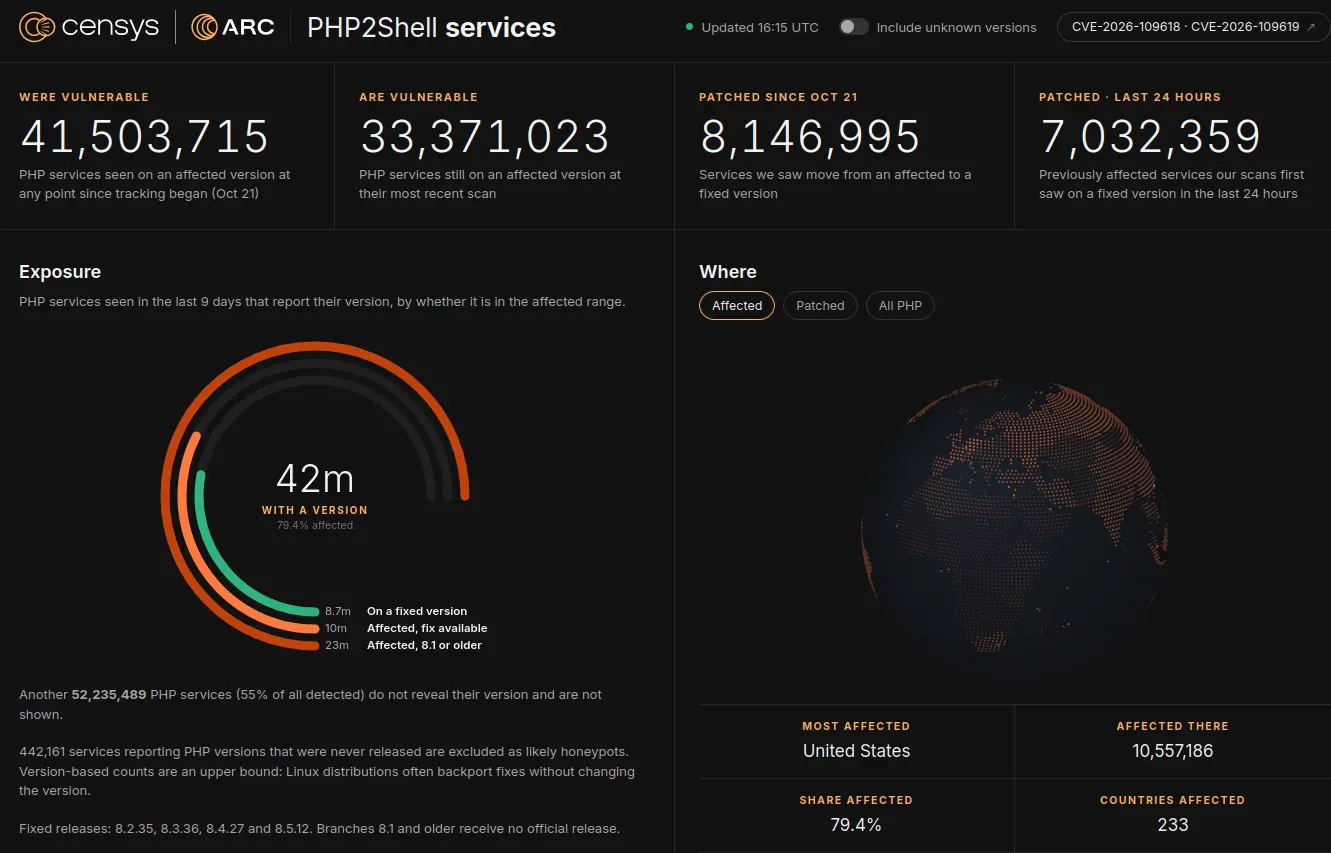 censys ARC PHP2Shell services
Updated 16:15 UTC
Include unknown versions
CVE-2026-109618 · CVE-2026-109619 ↗
WERE VULNERABLE
41,503,715
PHP services seen on an affected version at
any point since tracking began (Oct 21)
ARE VULNERABLE
33,371,023
PHP services still on an affected version at
their most recent scan
PATCHED SINCE OCT 21
8,146,995
Services we saw move from an affected to a
fixed version
PATCHED · LAST 24 HOURS
7,032,359
Previously affected services our scans first
saw on a fixed version in the last 24 hours
Exposure
PHP services seen in the last 9 days that report their version, by whether it is in the affected range.
42m
WITH A VERSION
79.4% affected
8.7m On a fixed version
10m Affected, fix available
23m Affected, 8.1 or older
Another 52,235,489 PHP services (55% of all detected) do not reveal their version and are not
shown.
442,161 services reporting PHP versions that were never released are excluded as likely honeypots.
Version-based counts are an upper bound: Linux distributions often backport fixes without changing
the version.
Fixed releases: 8.2.35, 8.3.36, 8.4.27 and 8.5.12. Branches 8.1 and older receive no official release.
Where
Affected
Patched
All PHP
MOST AFFECTED
United States
AFFECTED THERE
10,557,186
SHARE AFFECTED
79.4%
COUNTRIES AFFECTED
233